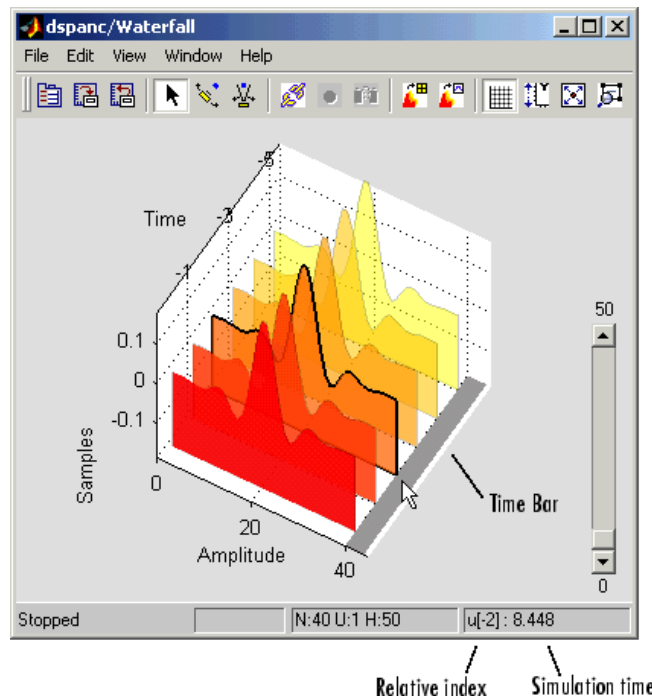 dspanc/Waterfall
File Edit View Window Help
-5
Time
-3
-1
0.1
0
-0.1
Samples
0
20
40
Amplitude
50
0
Time Bar
Stopped
N:40 U:1 H:50
u[-2] : 8.448
Relative index
Simulation time